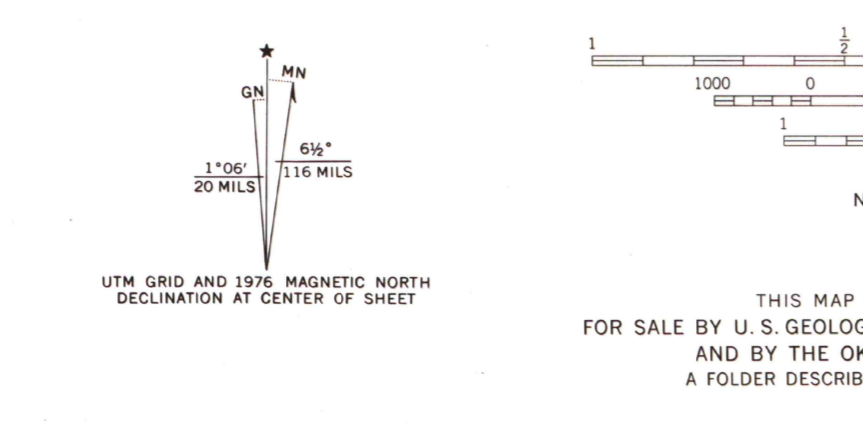 ★
MN
GN
6½°
116 MILS
1°06′
20 MILS
UTM GRID AND 1976 MAGNETIC NORTH
DECLINATION AT CENTER OF SHEET
1 1/2
1000 0
1
N
THIS MAP
FOR SALE BY U. S. GEOLOG
AND BY THE OK
A FOLDER DESCRIB